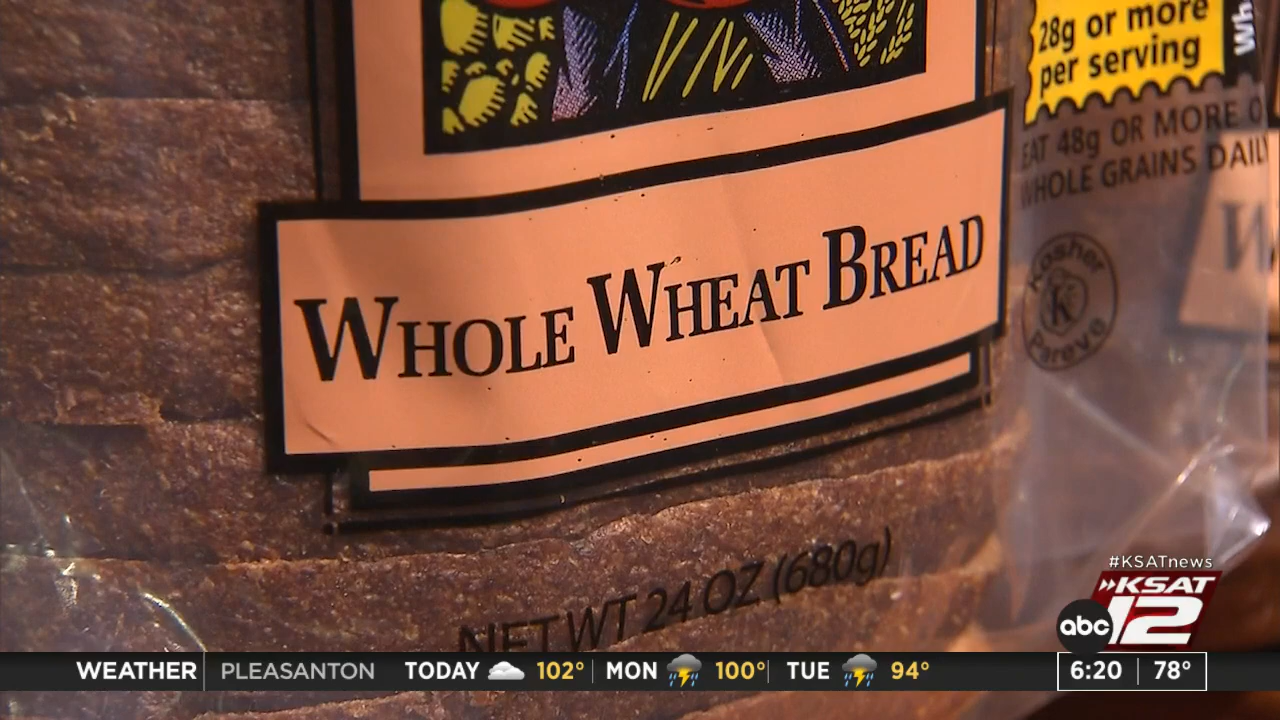 28g or more
per serving
Wh
EAT 48g OR MORE O
WHOLE GRAINS DAILY
WHOLE WHEAT BREAD
W
Kosher
K
Pareve
NET WT 24 OZ (680g)
#KSATnews
KSAT
abc 12
WEATHER PLEASANTON TODAY 102° MON 100° TUE 94° 6:20 78°